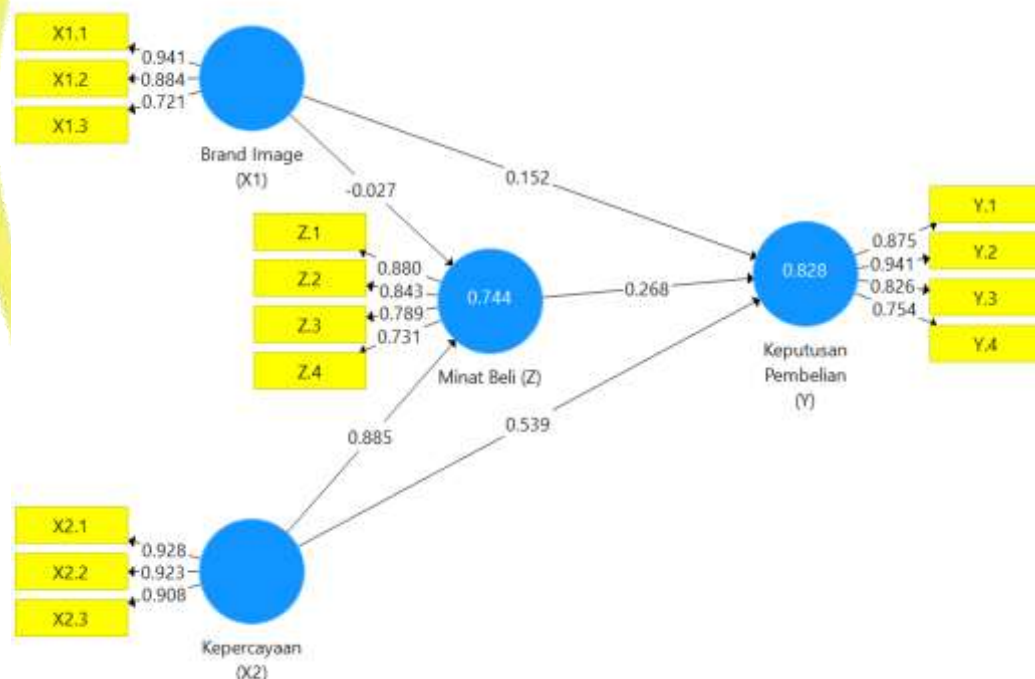 X1.1
X1.2
X1.3
0.941
0.884
0.721
Brand Image
(X1)
-0.027
0.152
Z.1
Z.2
Z.3
Z.4
0.880
0.843
0.789
0.731
0.744
Minat Beli (Z)
0.268
0.828
Keputusan
Pembelian
(Y)
0.875
0.941
0.826
0.754
Y.1
Y.2
Y.3
Y.4
0.885
0.539
X2.1
X2.2
X2.3
0.928
0.923
0.908
Kepercayaan
(X2)